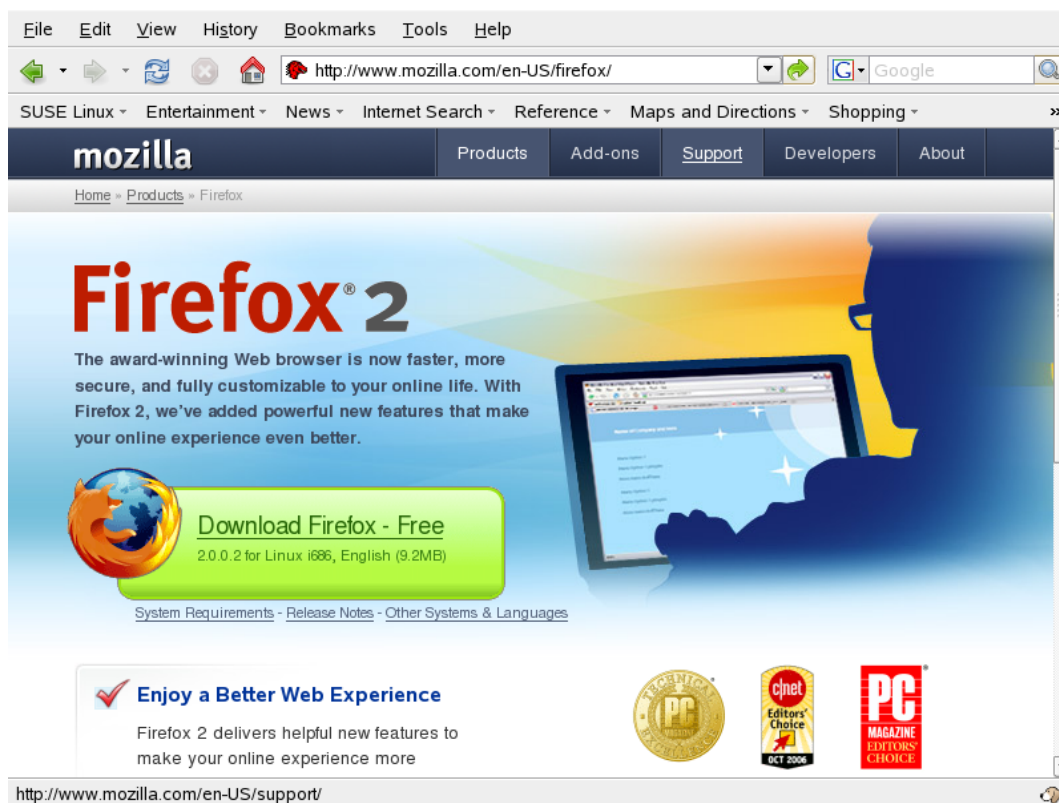 File Edit View History Bookmarks Tools Help
http://www.mozilla.com/en-US/firefox/ G Google
SUSE Linux Entertainment News Internet Search Reference Maps and Directions Shopping »
mozilla Products Add-ons Support Developers About
Home » Products » Firefox
Firefox® 2
The award-winning Web browser is now faster, more
secure, and fully customizable to your online life. With
Firefox 2, we've added powerful new features that make
your online experience even better.
Download Firefox - Free
2.0.0.2 for Linux i686, English (9.2MB)
System Requirements - Release Notes - Other Systems & Languages
Enjoy a Better Web Experience
Firefox 2 delivers helpful new features to
make your online experience more
TECHNICAL
PC
MAGAZINE
EXCELLENCE
c|net
Editors'
Choice
OCT 2006
PC
MAGAZINE
EDITORS'
CHOICE
http://www.mozilla.com/en-US/support/